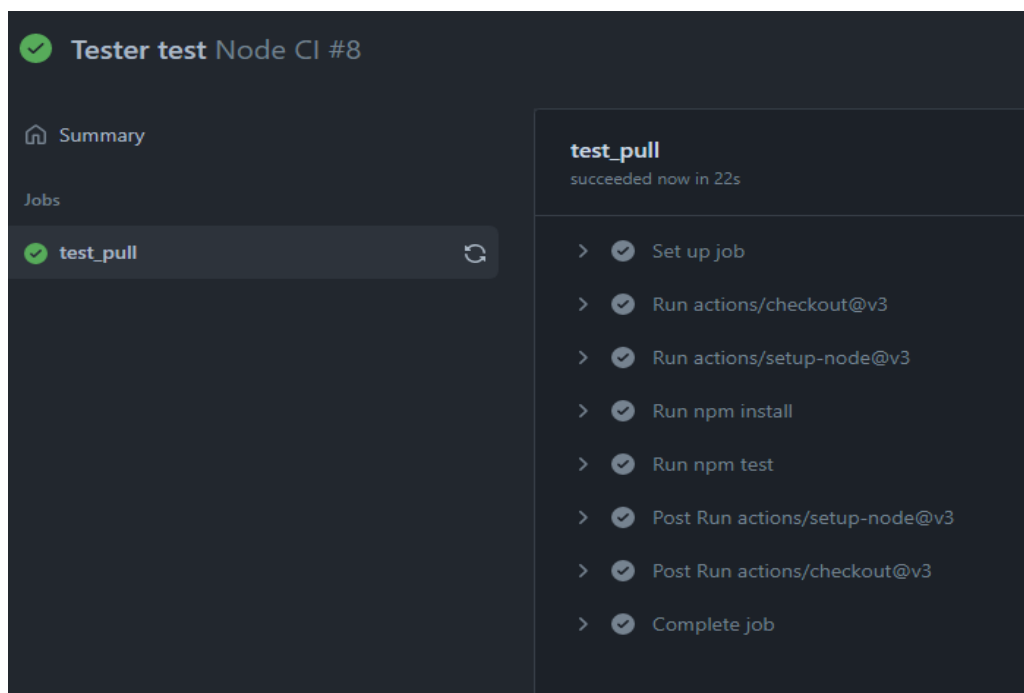 Tester test Node CI #8
Summary
Jobs
test_pull
test_pull
succeeded now in 22s
Set up job
Run actions/checkout@v3
Run actions/setup-node@v3
Run npm install
Run npm test
Post Run actions/setup-node@v3
Post Run actions/checkout@v3
Complete job